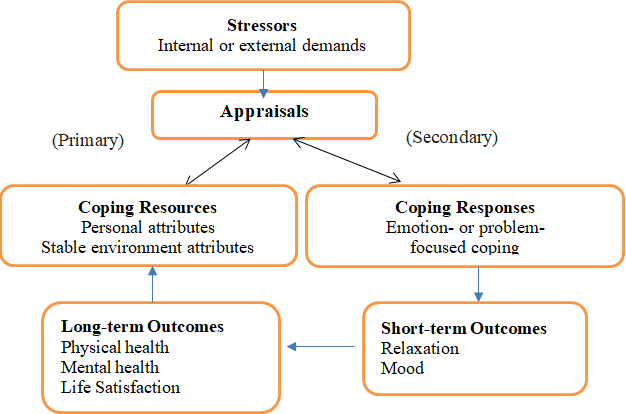 Stressors
Internal or external demands
Appraisals
(Primary)
(Secondary)
Coping Resources
Personal attributes
Stable environment attributes
Coping Responses
Emotion- or problem-
focused coping
Long-term Outcomes
Physical health
Mental health
Life Satisfaction
Short-term Outcomes
Relaxation
Mood